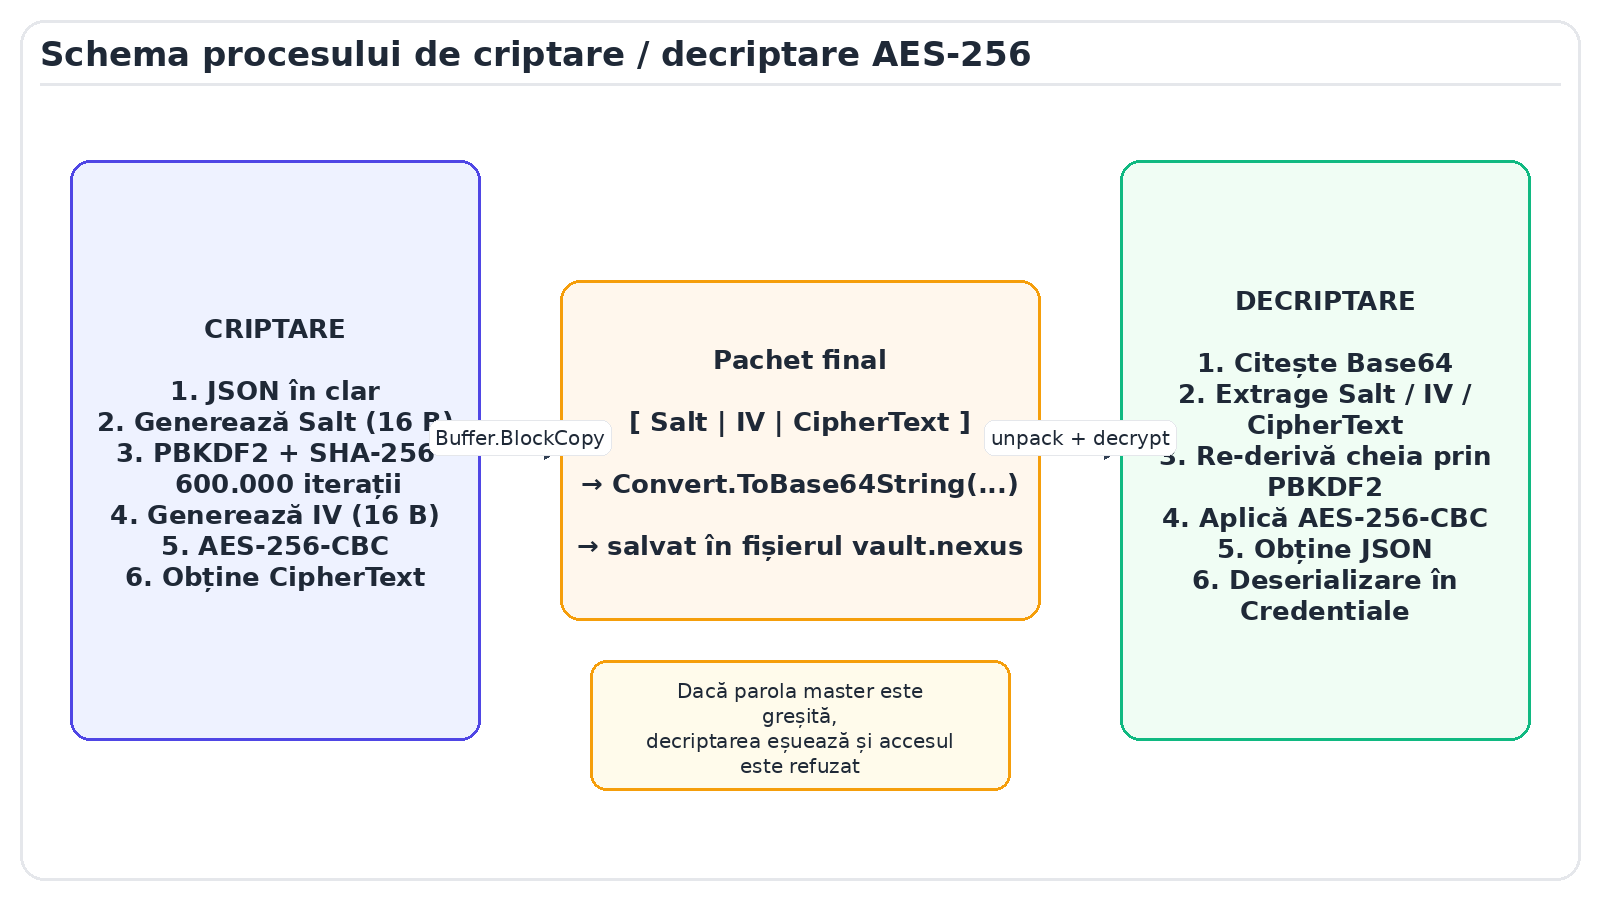 Schema procesului de criptare / decriptare AES-256
CRIPTARE
1. JSON în clar
2. Generează Salt (16 B)
3. PBKDF2 + SHA-256
600.000 iterații
4. Generează IV (16 B)
5. AES-256-CBC
6. Obține CipherText
Buffer.BlockCopy
Pachet final
[ Salt | IV | CipherText ]
→ Convert.ToBase64String(...)
→ salvat în fișierul vault.nexus
Dacă parola master este
greșită,
decriptarea eșuează și accesul
este refuzat
unpack + decrypt
DECRIPTARE
1. Citește Base64
2. Extrage Salt / IV /
CipherText
3. Re-derivă cheia prin
PBKDF2
4. Aplică AES-256-CBC
5. Obține JSON
6. Deserializare în
Credentiale